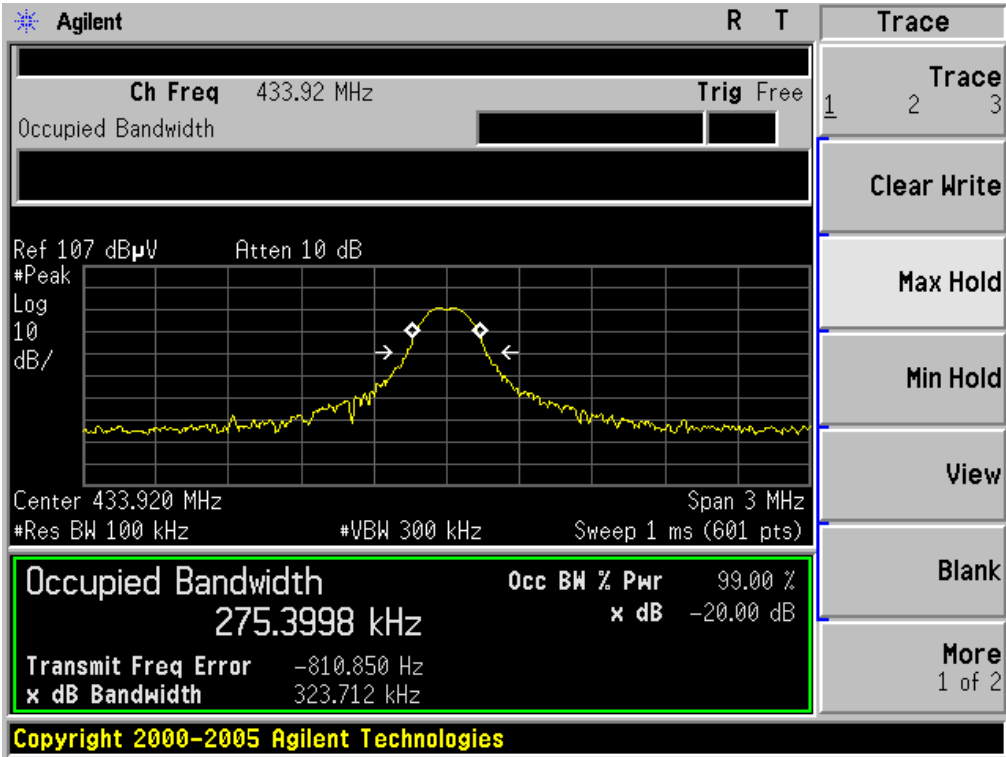 Agilent R T
Ch Freq 433.92 MHz Trig Free
Occupied Bandwidth
Ref 107 dBµV Atten 10 dB
#Peak
Log
10
dB/
Center 433.920 MHz Span 3 MHz
#Res BW 100 kHz #VBW 300 kHz Sweep 1 ms (601 pts)
Occupied Bandwidth
275.3998 kHz
Occ BW % Pwr 99.00 %
x dB -20.00 dB
Transmit Freq Error -810.850 Hz
x dB Bandwidth 323.712 kHz
Copyright 2000-2005 Agilent Technologies
Trace
Trace
1 2 3
Clear Write
Max Hold
Min Hold
View
Blank
More
1 of 2